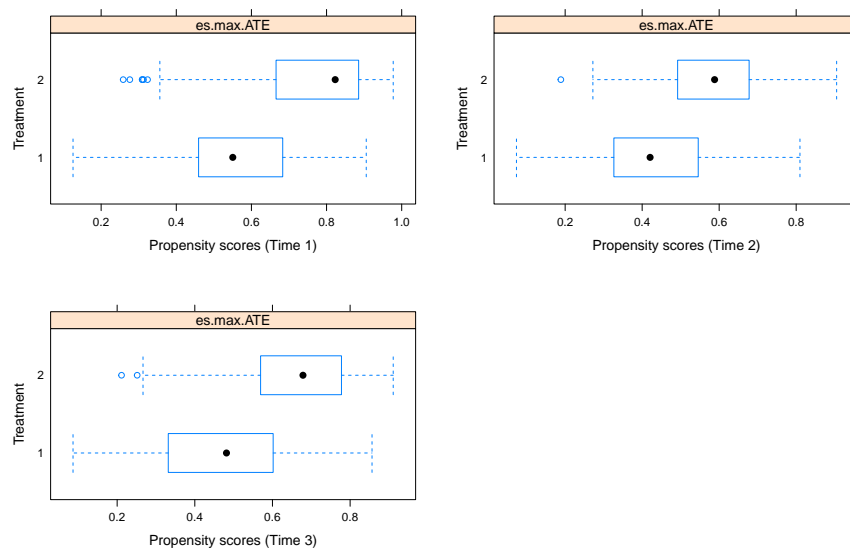 es.max.ATE
Treatment
2
1
0.2 0.4 0.6 0.8 1.0
Propensity scores (Time 1)
es.max.ATE
Treatment
2
1
0.2 0.4 0.6 0.8
Propensity scores (Time 2)
es.max.ATE
Treatment
2
1
0.2 0.4 0.6 0.8
Propensity scores (Time 3)